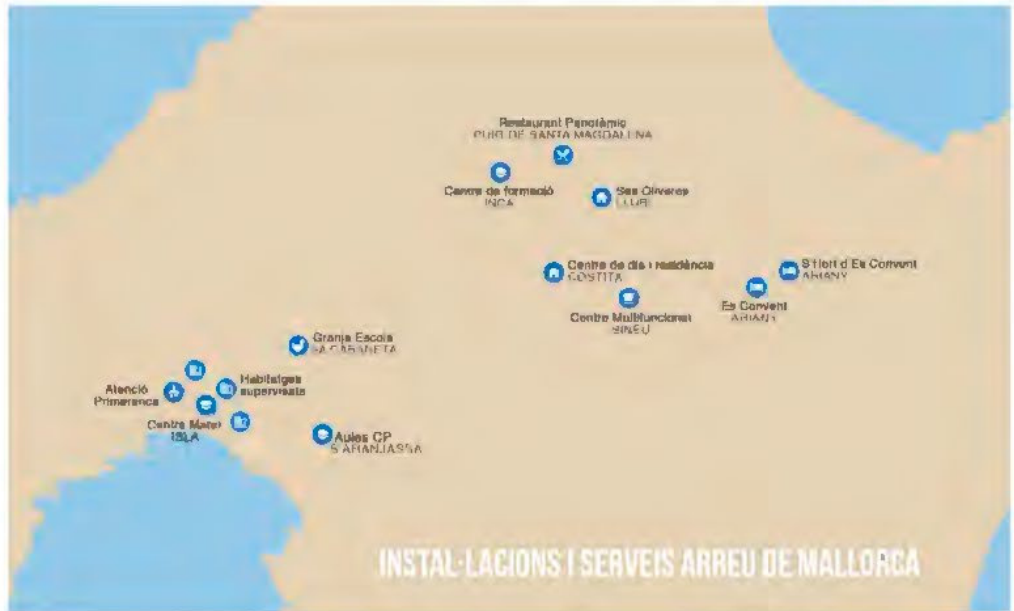 Restaurant Panoràmic
PUIG DE SANTA MAGDALENA
Centre de formació
INCA
Ses Oliveres
LLUBÍ
Centre de dia i residència
COSTITX
Centre Multifuncional
SINEU
S'Hort d'Es Convent
ARIANY
Es Convent
ARIANY
Granja Escola
SA CABANETA
Habitatges
supervisats
Atenció
Primerenca
Centre Mater
ISLA
Aules CP
S'ARANJASSA
INSTAL·LACIONS I SERVEIS ARREU DE MALLORCA